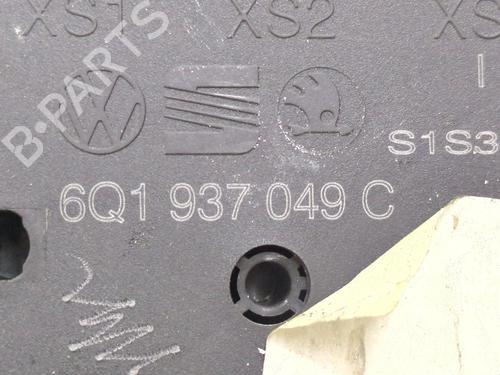 XS1 XS2 XS
B-PARTS
S1S3
6Q1 937 049 C